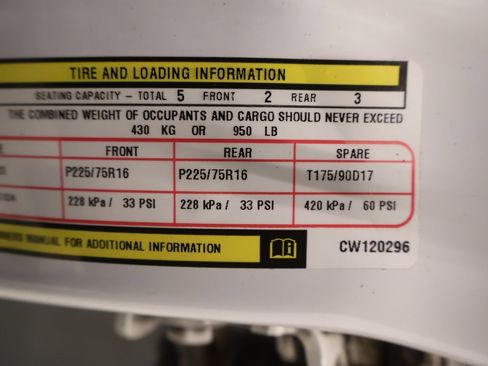 TIRE AND LOADING INFORMATION
SEATING CAPACITY - TOTAL 5 FRONT 2 REAR 3
THE COMBINED WEIGHT OF OCCUPANTS AND CARGO SHOULD NEVER EXCEED
430 KG OR 950 LB
FRONT REAR SPARE
P225/75R16 P225/75R16 T175/90D17
228 kPa / 33 PSI 228 kPa / 33 PSI 420 kPa / 60 PSI
MANUAL FOR ADDITIONAL INFORMATION
CW120296